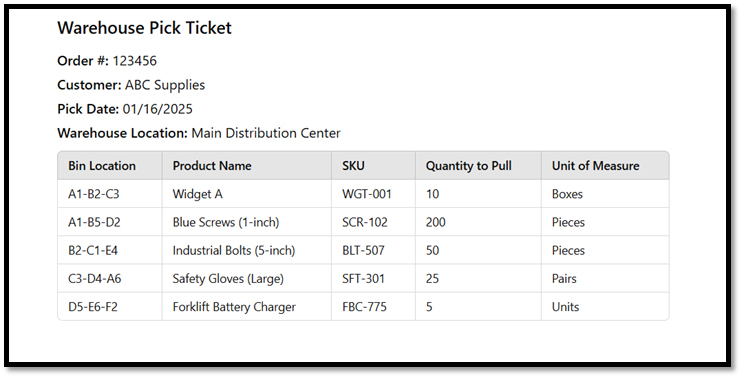 Warehouse Pick Ticket
Order #: 123456
Customer: ABC Supplies
Pick Date: 01/16/2025
Warehouse Location: Main Distribution Center
Bin Location Product Name SKU Quantity to Pull Unit of Measure
A1-B2-C3 Widget A WGT-001 10 Boxes
A1-B5-D2 Blue Screws (1-inch) SCR-102 200 Pieces
B2-C1-E4 Industrial Bolts (5-inch) BLT-507 50 Pieces
C3-D4-A6 Safety Gloves (Large) SFT-301 25 Pairs
D5-E6-F2 Forklift Battery Charger FBC-775 5 Units